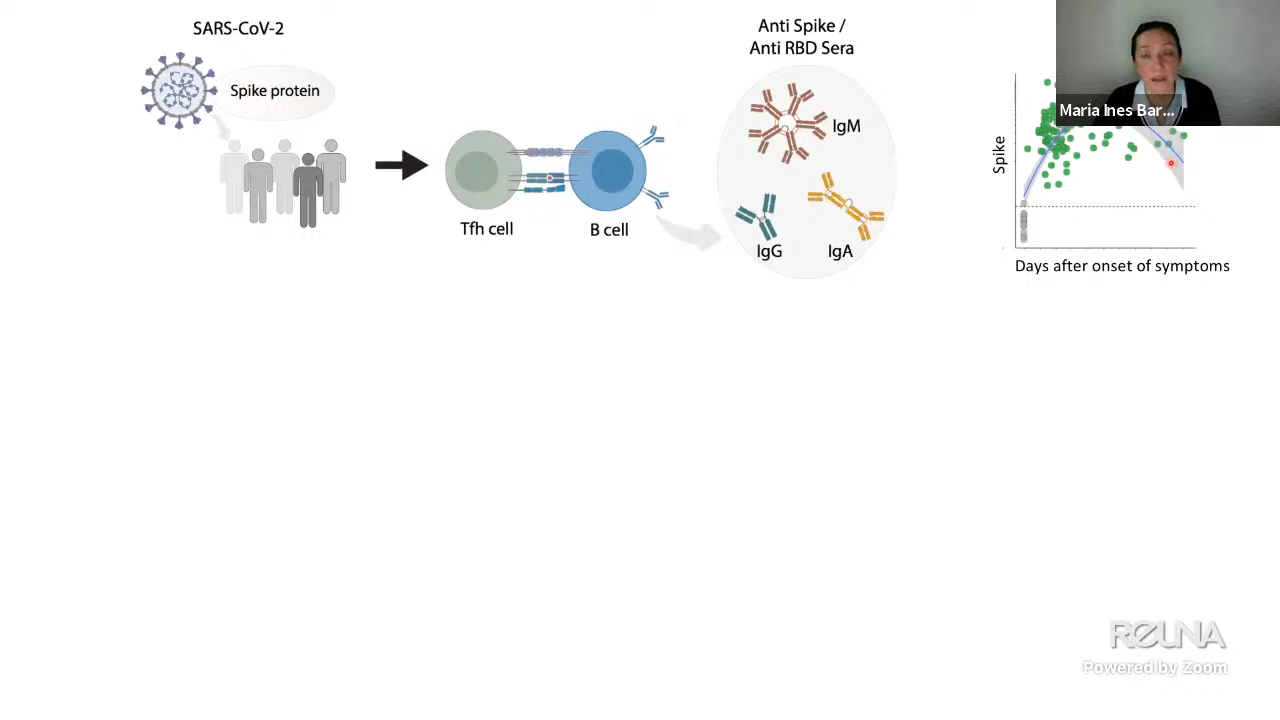 SARS-CoV-2
Spike protein
Tfh cell
B cell
Anti Spike /
Anti RBD Sera
IgM
IgG
IgA
Maria Ines Bar...
Spike
Days after onset of symptoms
REUNA
Powered by Zoom